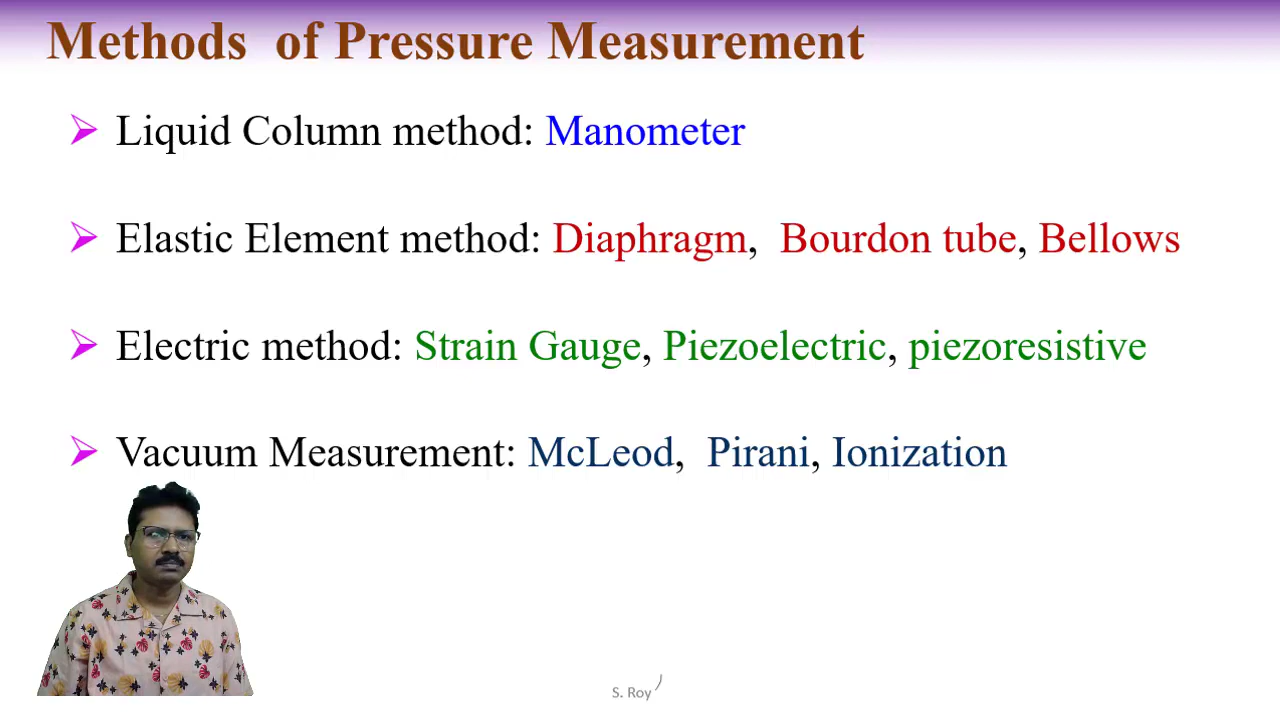 Methods of Pressure Measurement
Liquid Column method: Manometer
Elastic Element method: Diaphragm, Bourdon tube, Bellows
Electric method: Strain Gauge, Piezoelectric, piezoresistive
Vacuum Measurement: McLeod, Pirani, Ionization
S. Roy